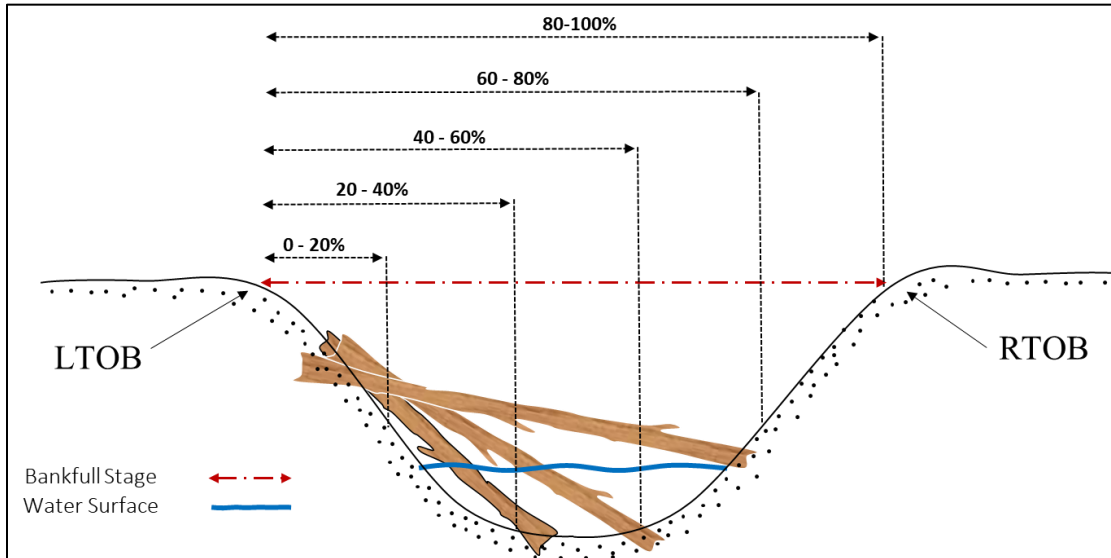 80-100%
60 - 80%
40 - 60%
20 - 40%
0 - 20%
LTOB
RTOB
Bankfull Stage
Water Surface